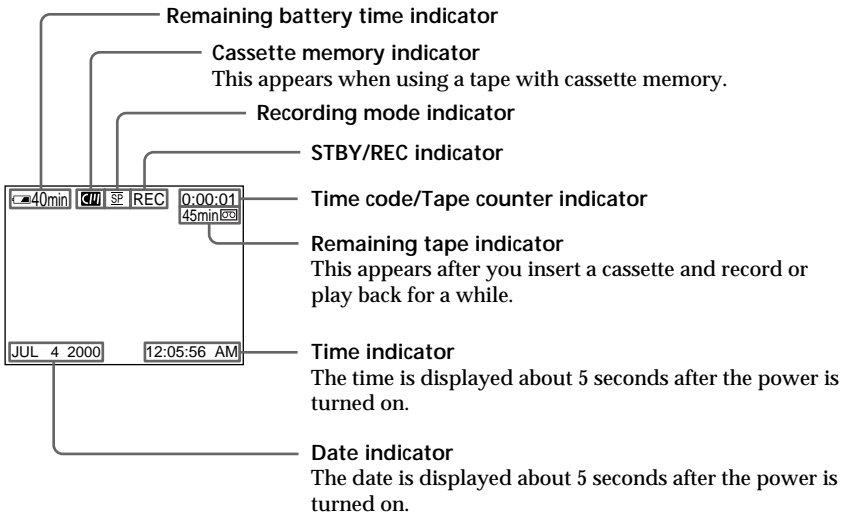 Remaining battery time indicator
Cassette memory indicator
This appears when using a tape with cassette memory.
Recording mode indicator
STBY/REC indicator
40min CM SP REC 0:00:01
Time code/Tape counter indicator
45min
Remaining tape indicator
This appears after you insert a cassette and record or
play back for a while.
JUL 4 2000 12:05:56 AM
Time indicator
The time is displayed about 5 seconds after the power is
turned on.
Date indicator
The date is displayed about 5 seconds after the power is
turned on.